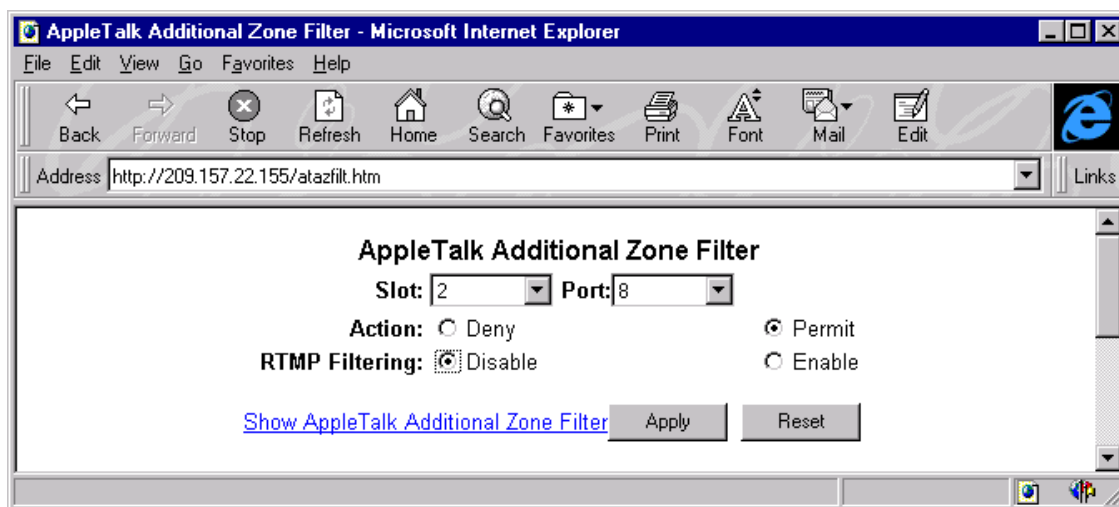 AppleTalk Additional Zone Filter - Microsoft Internet Explorer
File Edit View Go Favorites Help
Back Forward Stop Refresh Home Search Favorites Print Font Mail Edit
Address http://209.157.22.155/atazfilt.htm Links
AppleTalk Additional Zone Filter
Slot: 2 Port: 8
Action: Deny Permit
RTMP Filtering: Disable Enable
Show AppleTalk Additional Zone Filter Apply Reset